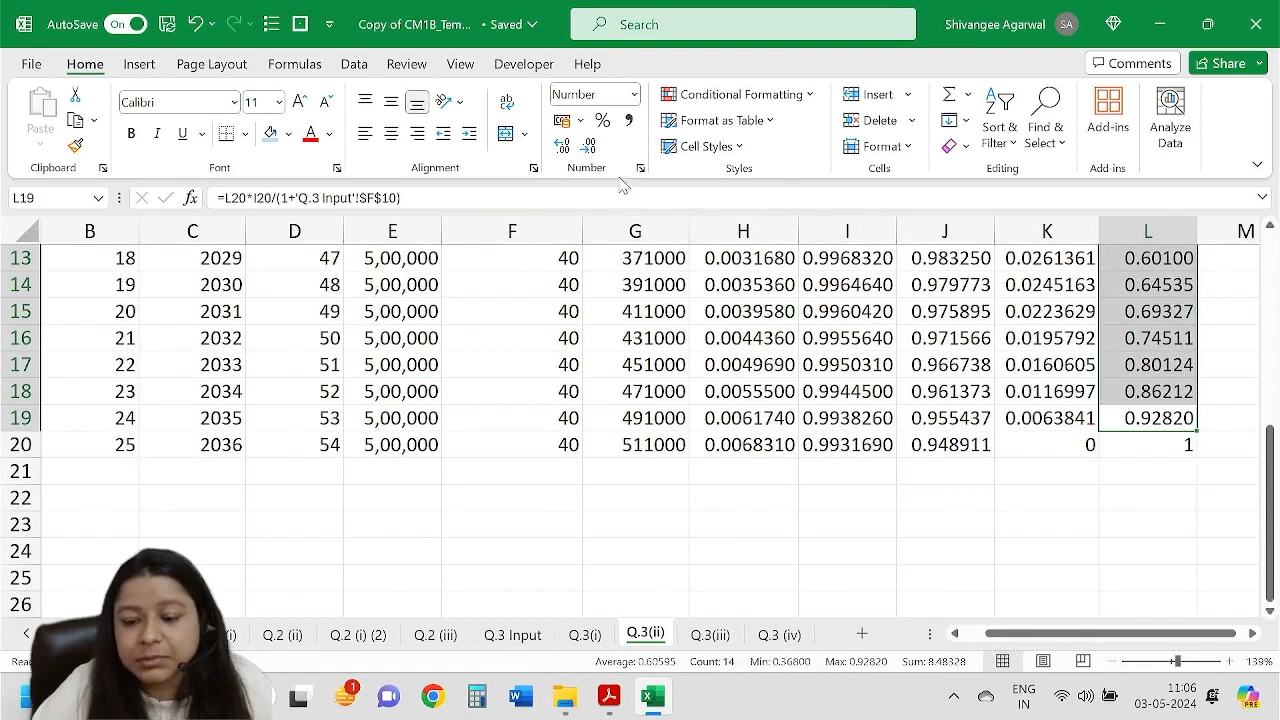 AutoSave On Copy of CM1B_Tem... • Saved Search Shivangee Agarwal SA
File Home Insert Page Layout Formulas Data Review View Developer Help Comments Share
Paste Calibri 11 B I U A Number % Conditional Formatting Format as Table Cell Styles Insert Delete Format Sort & Filter Find & Select Add-ins Analyze Data
Clipboard Font Alignment Number Styles Cells Editing Add-ins
L19 fx =L20*I20/(1+'Q.3 Input'!$F$10)
B C D E F G H I J K L M
13 18 2029 47 5,00,000 40 371000 0.0031680 0.9968320 0.983250 0.0261361 0.60100
14 19 2030 48 5,00,000 40 391000 0.0035360 0.9964640 0.979773 0.0245163 0.64535
15 20 2031 49 5,00,000 40 411000 0.0039580 0.9960420 0.975895 0.0223629 0.69327
16 21 2032 50 5,00,000 40 431000 0.0044360 0.9955640 0.971566 0.0195792 0.74511
17 22 2033 51 5,00,000 40 451000 0.0049690 0.9950310 0.966738 0.0160605 0.80124
18 23 2034 52 5,00,000 40 471000 0.0055500 0.9944500 0.961373 0.0116997 0.86212
19 24 2035 53 5,00,000 40 491000 0.0061740 0.9938260 0.955437 0.0063841 0.92820
20 25 2036 54 5,00,000 40 511000 0.0068310 0.9931690 0.948911 0 1
21
22
23
24
25
26
(i) Q.2 (ii) Q.2 (i) (2) Q.2 (iii) Q.3 Input Q.3(i) Q.3(ii) Q.3(iii) Q.3 (iv)
Average: 0.60595 Count: 14 Min: 0.36800 Max: 0.92820 Sum: 8.48328
1 ENG IN 11:06 03-05-2024 PRE